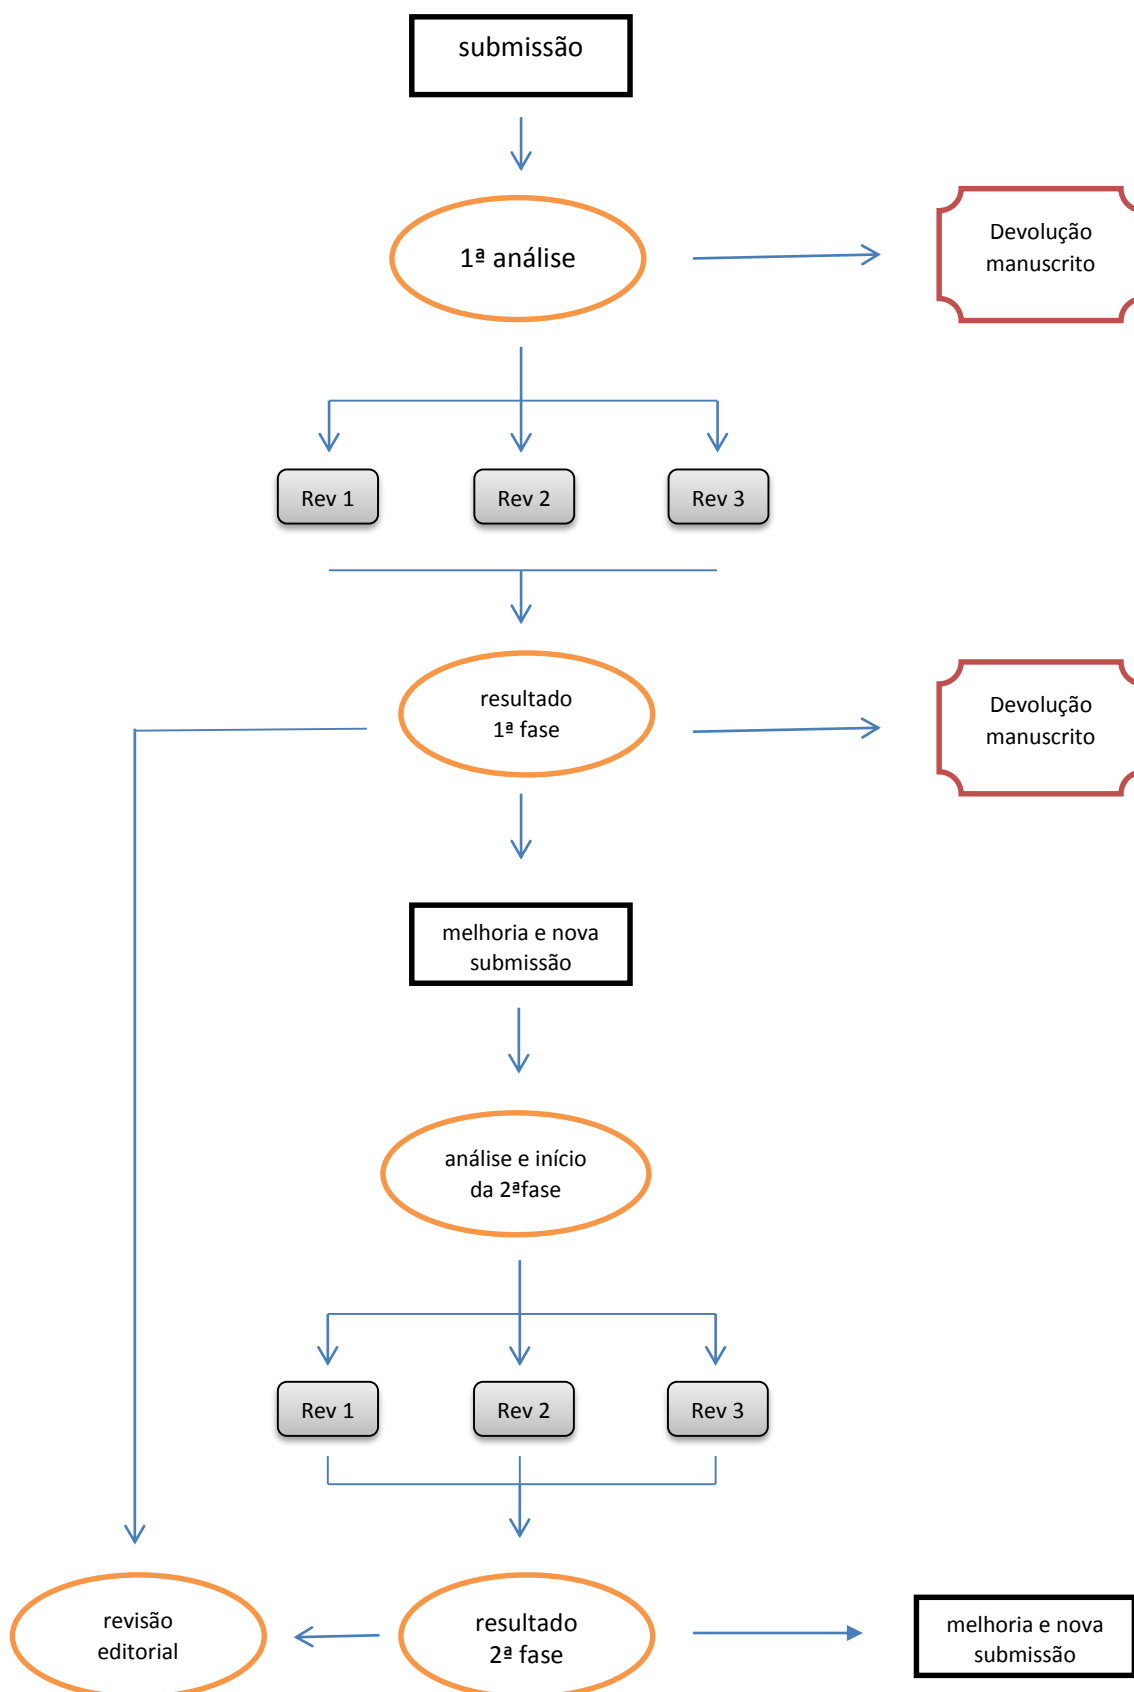 submissão
1ª análise
Devolução
manuscrito
Rev 1
Rev 2
Rev 3
resultado
1ª fase
Devolução
manuscrito
melhoria e nova
submissão
análise e início
da 2ªfase
Rev 1
Rev 2
Rev 3
revisão
editorial
resultado
2ª fase
melhoria e nova
submissão